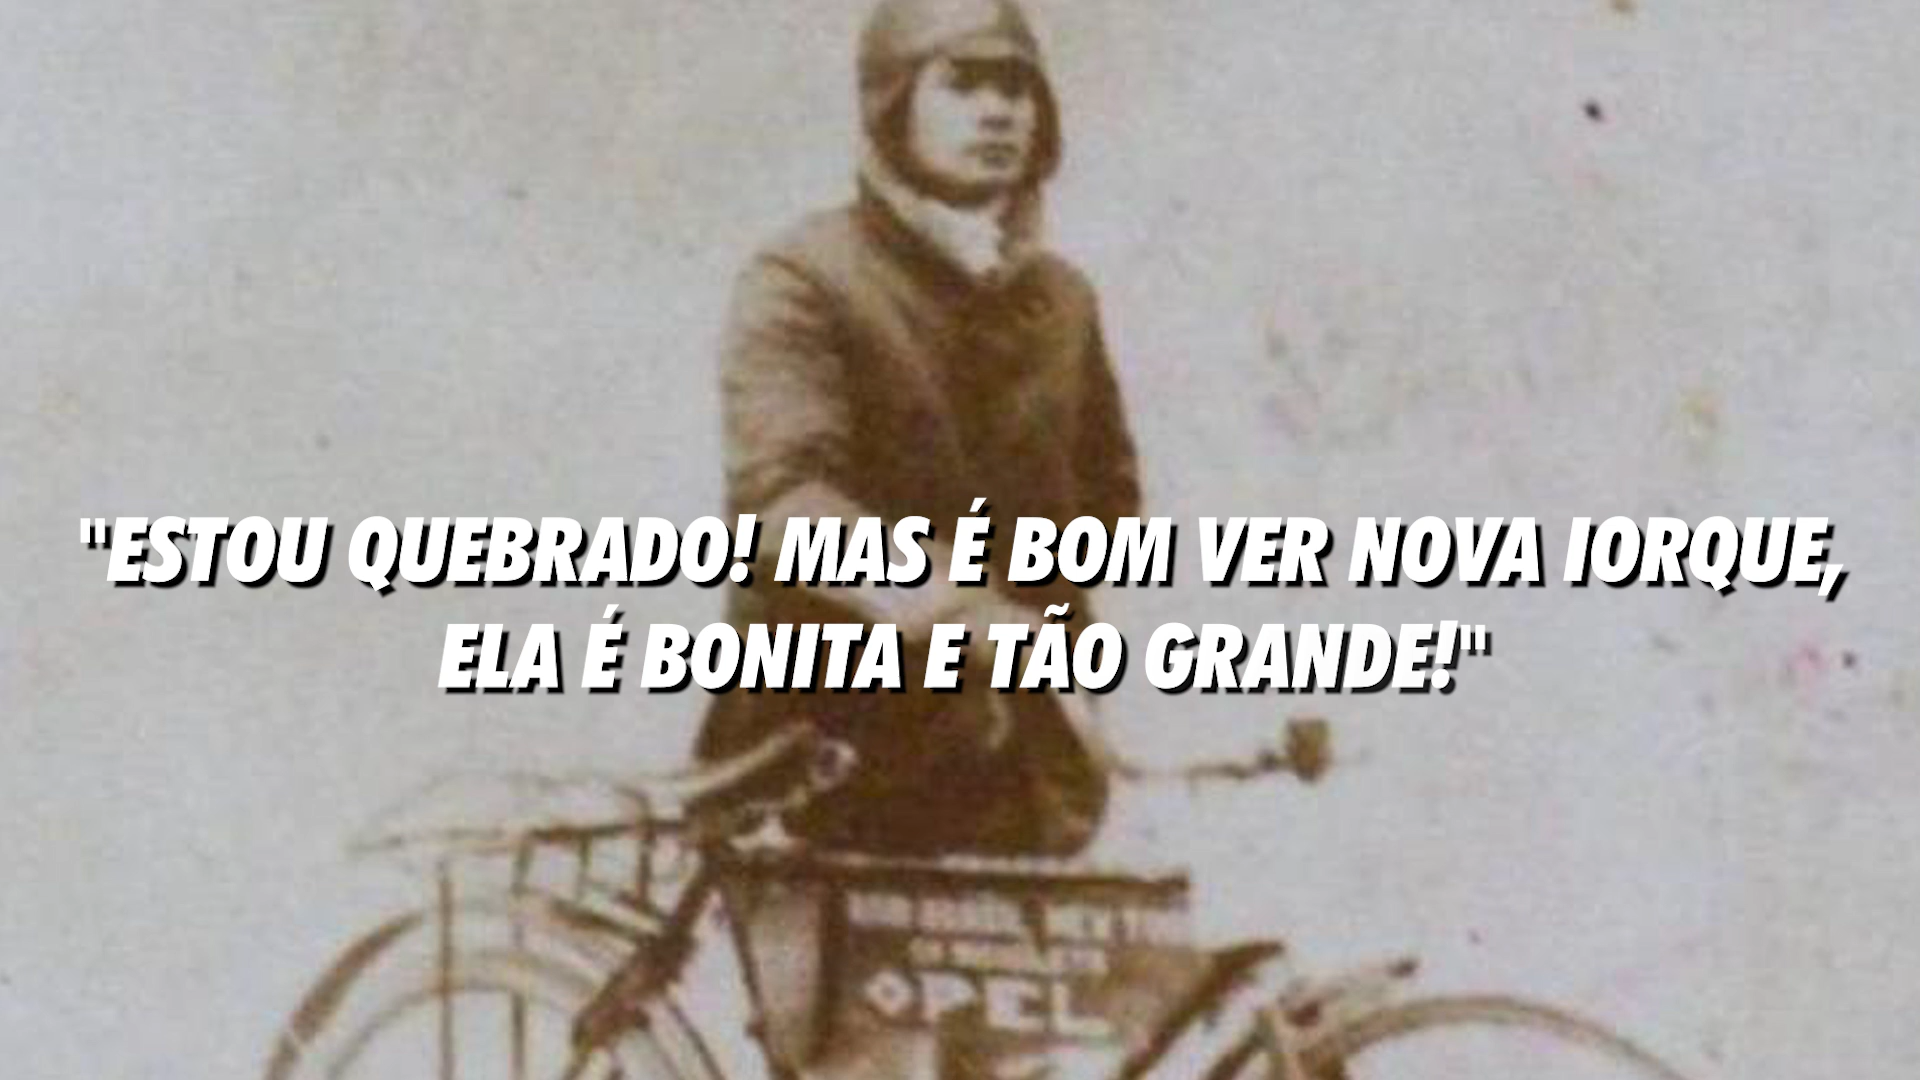 "ESTOU QUEBRADO! MAS É BOM VER NOVA IORQUE,
ELA É BONITA E TÃO GRANDE!"
OPEL